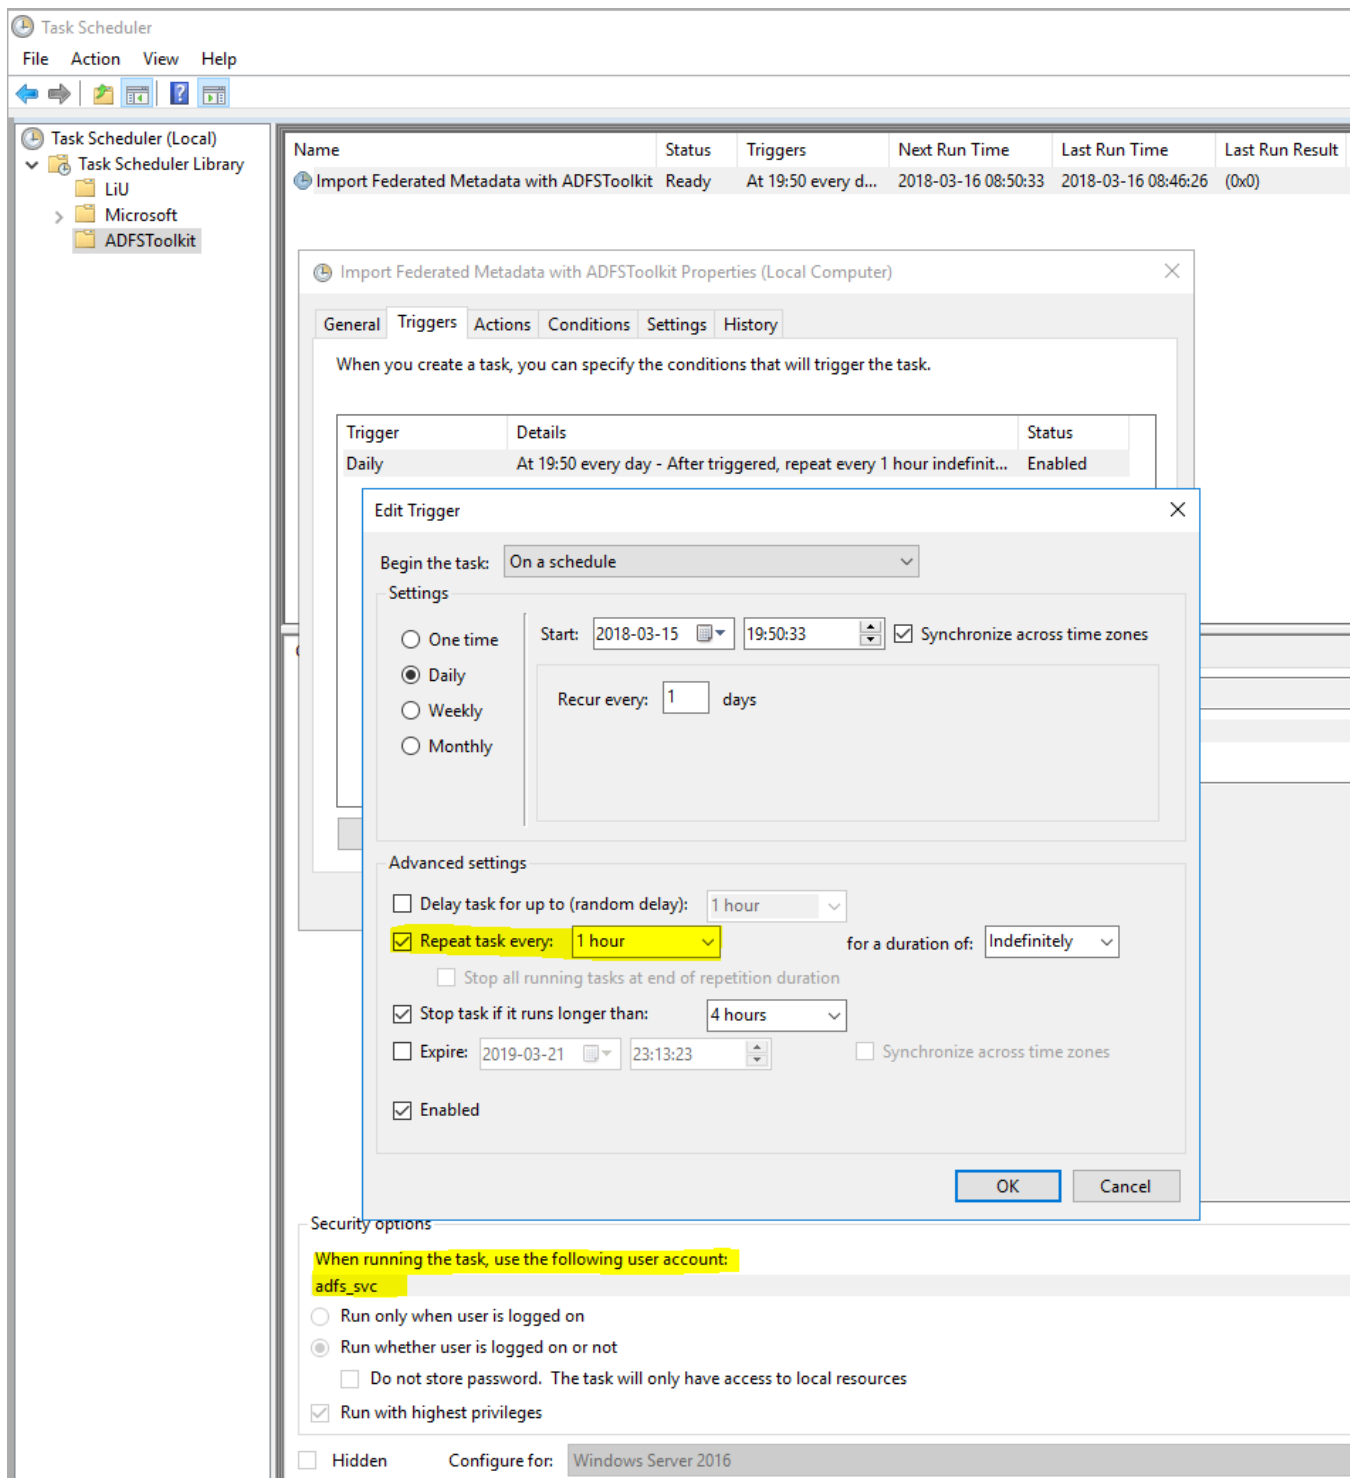 Task Scheduler
File Action View Help
Task Scheduler (Local)
Task Scheduler Library
LiU
Microsoft
ADFSToolkit
Name Status Triggers Next Run Time Last Run Time Last Run Result
Import Federated Metadata with ADFSToolkit Ready At 19:50 every d... 2018-03-16 08:50:33 2018-03-16 08:46:26 (0x0)
Import Federated Metadata with ADFSToolkit Properties (Local Computer)
General Triggers Actions Conditions Settings History
When you create a task, you can specify the conditions that will trigger the task.
Trigger Details Status
Daily At 19:50 every day - After triggered, repeat every 1 hour indefinit... Enabled
Edit Trigger
Begin the task: On a schedule
Settings
One time
Daily
Weekly
Monthly
Start: 2018-03-15 19:50:33 Synchronize across time zones
Recur every: 1 days
Advanced settings
Delay task for up to (random delay): 1 hour
Repeat task every: 1 hour for a duration of: Indefinitely
Stop all running tasks at end of repetition duration
Stop task if it runs longer than: 4 hours
Expire: 2019-03-21 23:13:23 Synchronize across time zones
Enabled
OK Cancel
Security options
When running the task, use the following user account:
adfs_svc
Run only when user is logged on
Run whether user is logged on or not
Do not store password. The task will only have access to local resources
Run with highest privileges
Hidden Configure for: Windows Server 2016